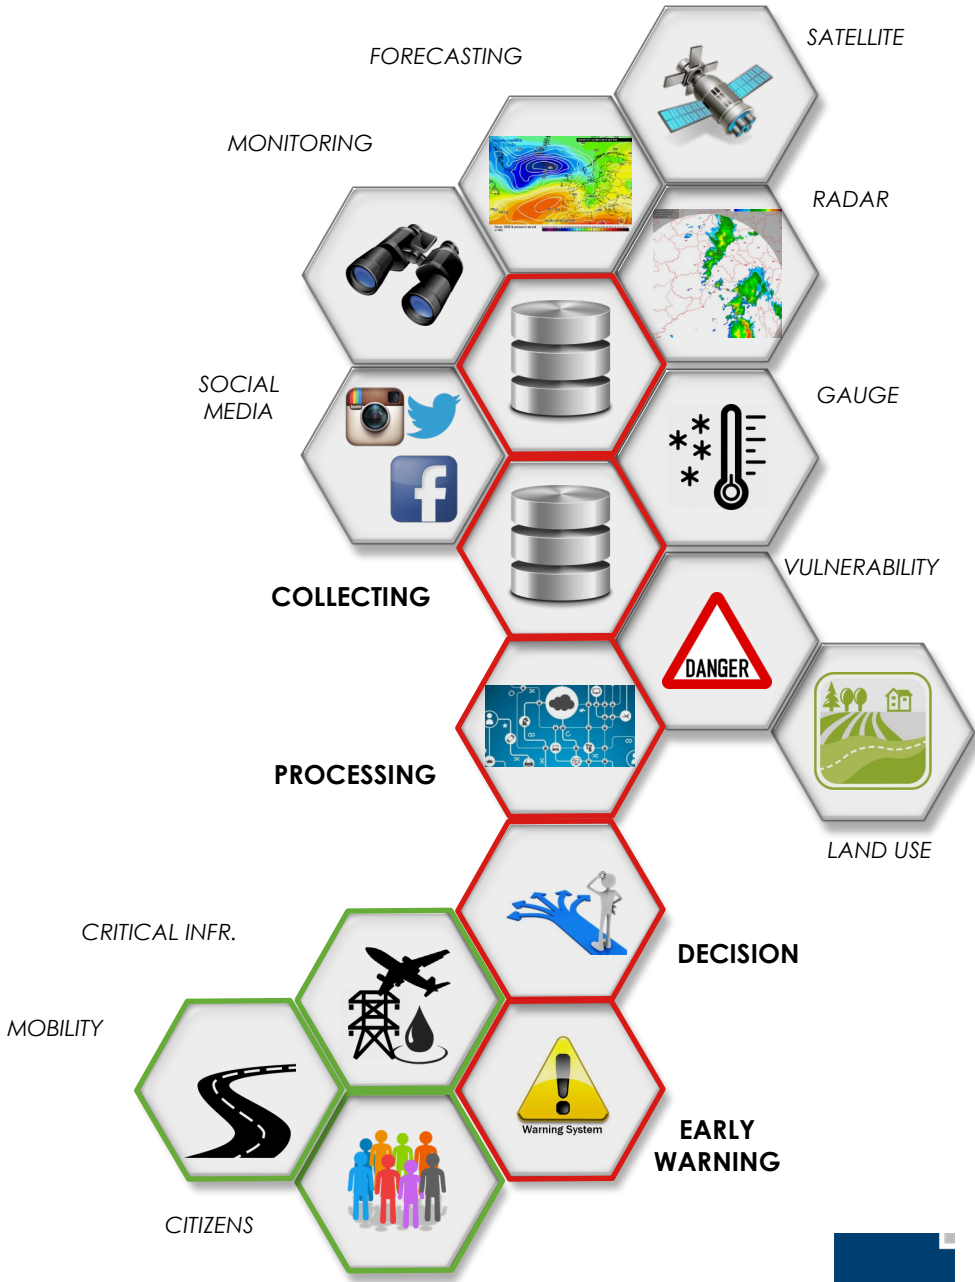 SATELLITE
FORECASTING
MONITORING
RADAR
SOCIAL
MEDIA
GAUGE
VULNERABILITY
COLLECTING
DANGER
PROCESSING
LAND USE
CRITICAL INFR.
DECISION
MOBILITY
Warning System
EARLY
WARNING
CITIZENS